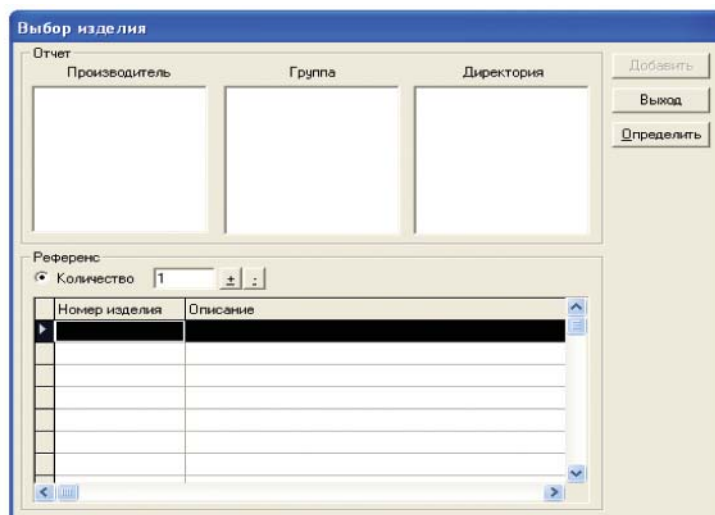 Выбор изделия
Отчет
Производитель Группа Директория
Добавить
Выход
Определить
Референс
Количество 1 + -
Номер изделия Описание